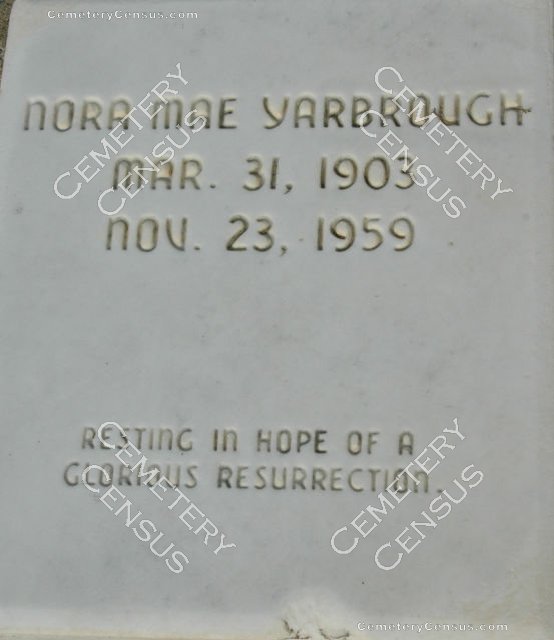 CemeteryCensus.com
NORA MAE YARBROUGH
MAR. 31, 1903
NOV. 23, 1959
CEMETERY CENSUS
CEMETERY CENSUS
RESTING IN HOPE OF A
GLORIOUS RESURRECTION.
CEMETERY CENSUS
CEMETERY CENSUS
CemeteryCensus.com